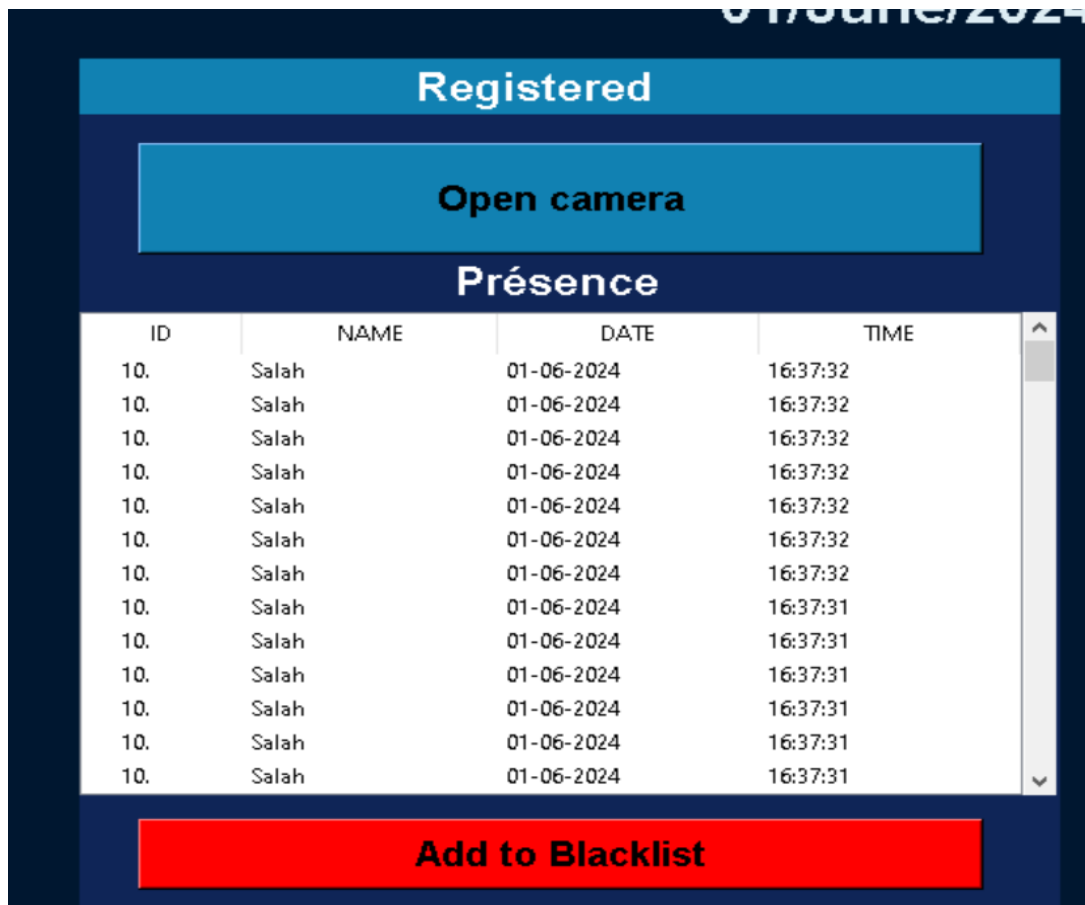 01/June/2024
Registered
Open camera
Présence
ID NAME DATE TIME
10. Salah 01-06-2024 16:37:32
10. Salah 01-06-2024 16:37:32
10. Salah 01-06-2024 16:37:32
10. Salah 01-06-2024 16:37:32
10. Salah 01-06-2024 16:37:32
10. Salah 01-06-2024 16:37:32
10. Salah 01-06-2024 16:37:32
10. Salah 01-06-2024 16:37:31
10. Salah 01-06-2024 16:37:31
10. Salah 01-06-2024 16:37:31
10. Salah 01-06-2024 16:37:31
10. Salah 01-06-2024 16:37:31
10. Salah 01-06-2024 16:37:31
Add to Blacklist